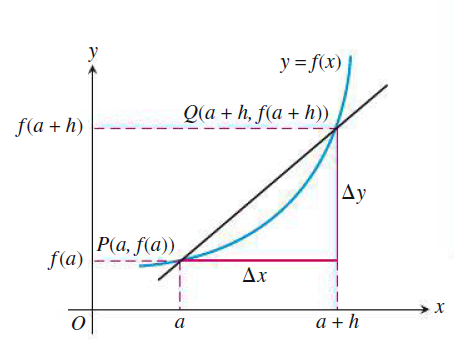 y
y = f(x)
Q(a + h, f(a + h))
f(a + h)
Δy
P(a, f(a))
f(a)
Δx
x
O
a
a + h